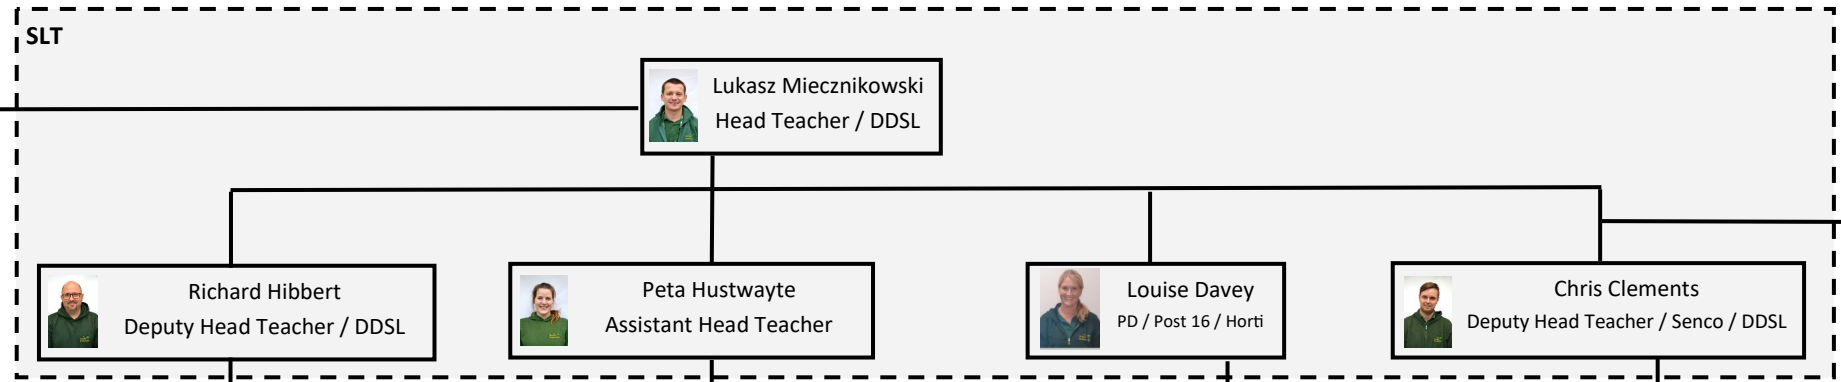 SLT
Lukasz Miecznikowski
Head Teacher / DDSL
Richard Hibbert
Deputy Head Teacher / DDSL
Peta Hustwayte
Assistant Head Teacher
Louise Davey
PD / Post 16 / Horti
Chris Clements
Deputy Head Teacher / Senco / DDSL